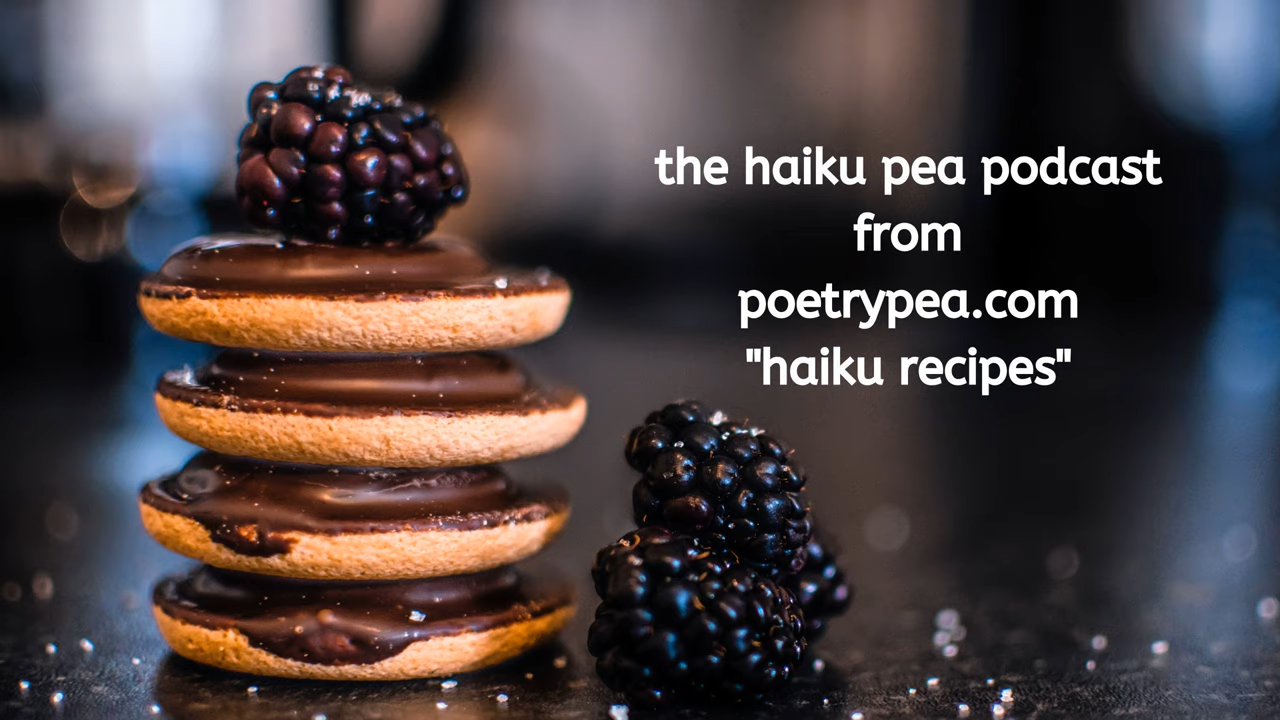 the haiku pea podcast
from
poetrypea.com
"haiku recipes"